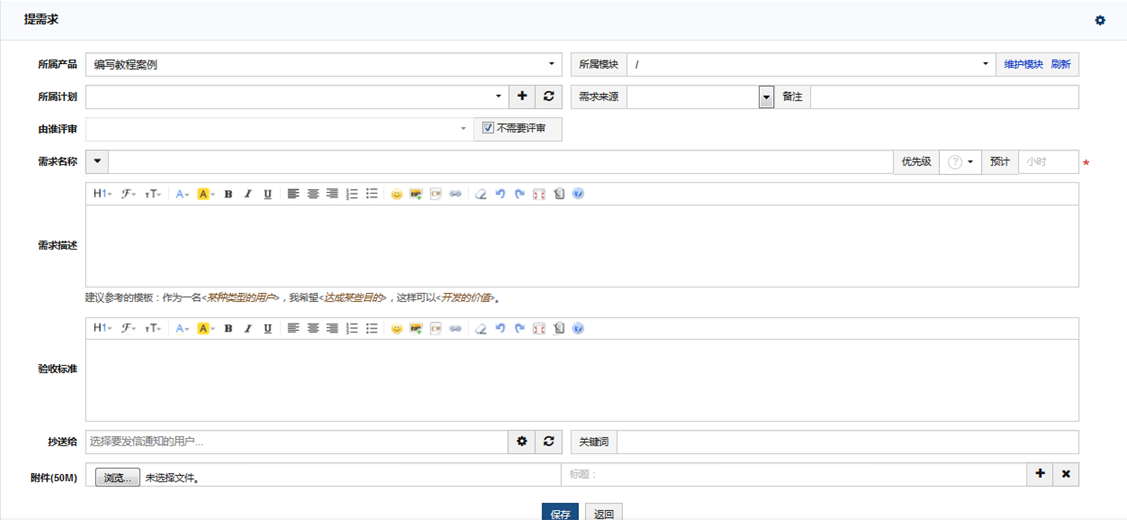 提需求
所属产品 编写教程案例 所属模块 / 维护模块 刷新
所属计划 需求来源 备注
由谁评审 不需要评审
需求名称 优先级 ? 预计 小时 *
H1 F тT A A B I U
需求描述
建议参考的模板：作为一名<某种类型的用户>，我希望<达成某些目的>，这样可以<开发的价值>。
H1 F тT A A B I U
验收标准
抄送给 选择要发信通知的用户... 关键词
附件(50M) 浏览... 未选择文件。 标题：
保存 返回